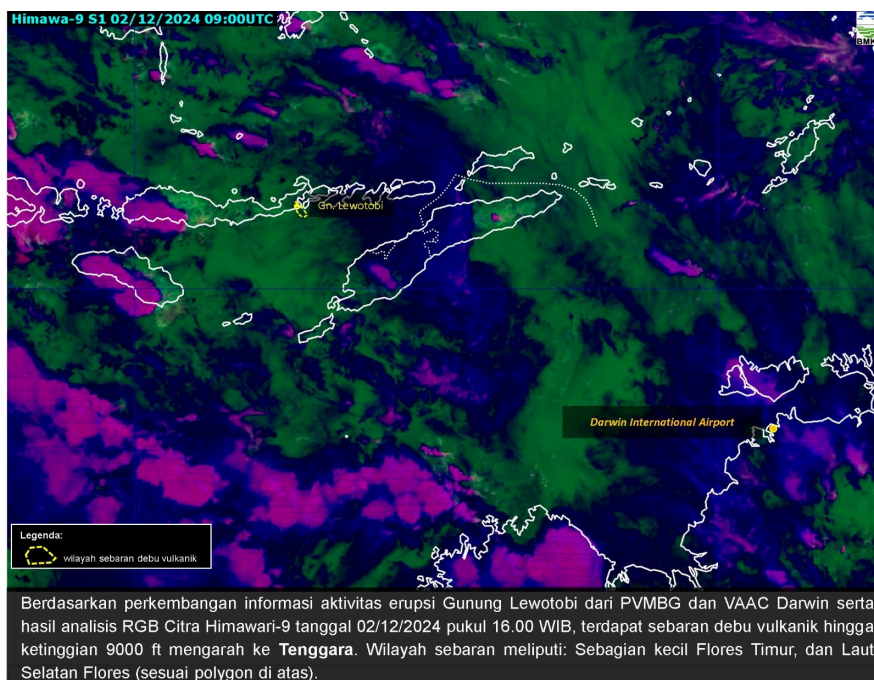 Himawa-9 S1 02/12/2024 09:00UTC
Gn. Lewotobi
Darwin International Airport
Legenda:
wilayah sebaran debu vulkanik
Berdasarkan perkembangan informasi aktivitas erupsi Gunung Lewotobi dari PVMBG dan VAAC Darwin serta
hasil analisis RGB Citra Himawari-9 tanggal 02/12/2024 pukul 16.00 WIB, terdapat sebaran debu vulkanik hingga
ketinggian 9000 ft mengarah ke Tenggara. Wilayah sebaran meliputi: Sebagian kecil Flores Timur, dan Laut
Selatan Flores (sesuai polygon di atas).